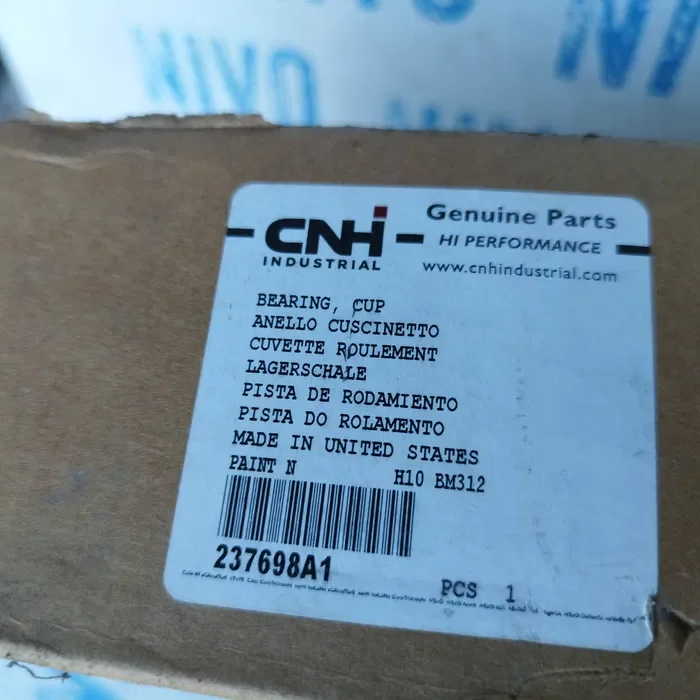 NIVO
CNH
INDUSTRIAL
Genuine Parts
HI PERFORMANCE
www.cnhindustrial.com
BEARING, CUP
ANELLO CUSCINETTO
CUVETTE ROULEMENT
LAGERSCHALE
PISTA DE RODAMIENTO
PISTA DO ROLAMENTO
MADE IN UNITED STATES
PAINT N H10 BM312
237698A1
PCS 1